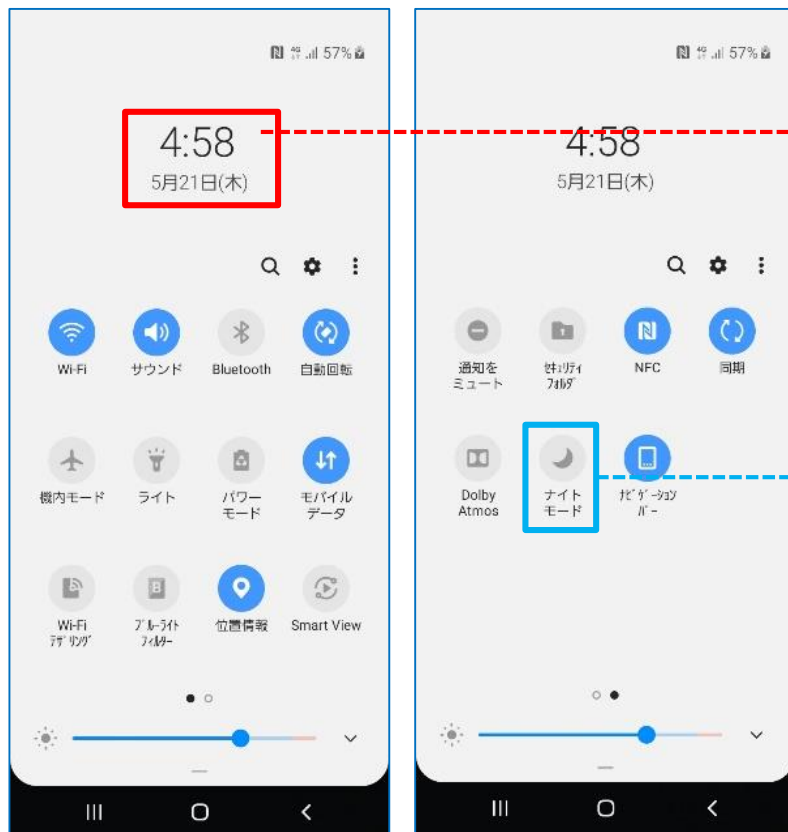 57%
4:58
5月21日(木)
Wi-Fi
サウンド
Bluetooth
自動回転
機内モード
ライト
パワー
モード
モバイル
データ
Wi-Fi
ﾃｻﾞﾘﾝｸﾞ
ﾌﾞﾙｰﾗｲﾄ
ﾌｨﾙﾀｰ
位置情報
Smart View
57%
4:58
5月21日(木)
通知を
ミュート
ｾｷｭﾘﾃｨ
ﾌｫﾙﾀﾞ
NFC
同期
Dolby
Atmos
ナイト
モード
ﾅﾋﾞｹﾞｰｼｮﾝ
ﾊﾞｰ